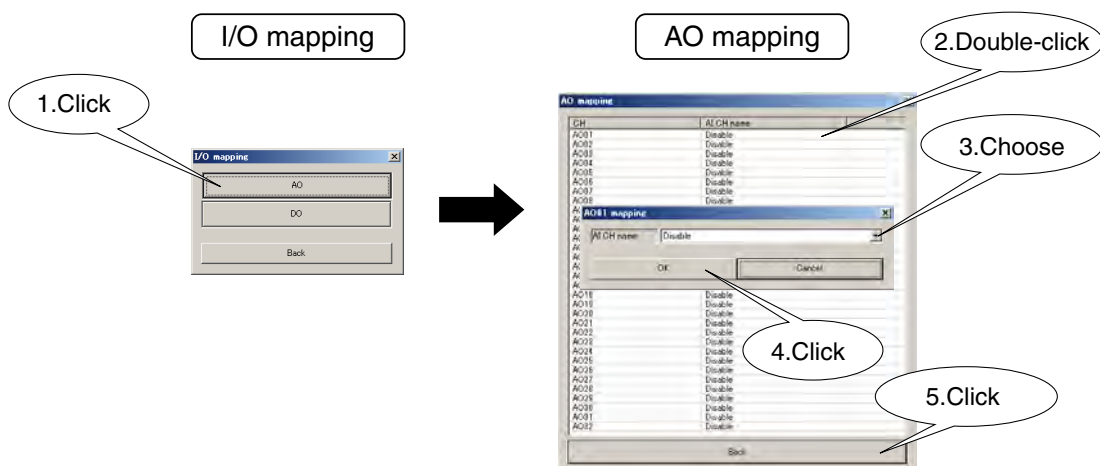 I/O mapping
AO mapping
2.Double-click
1.Click
3.Choose
I/O mapping
AO
DO
Back
AO mapping
CH AI.CH name
AO01 Disable
AO02 Disable
AO03 Disable
AO04 Disable
AO05 Disable
AO06 Disable
AO07 Disable
AO08 Disable
AO01 mapping
AI.CH name Disable
OK Cancel
AO18 Disable
AO19 Disable
AO20 Disable
AO21 Disable
AO22 Disable
AO23 Disable
AO24 Disable
AO25 Disable
AO26 Disable
AO27 Disable
AO28 Disable
AO29 Disable
AO30 Disable
AO31 Disable
AO32 Disable
Back
4.Click
5.Click